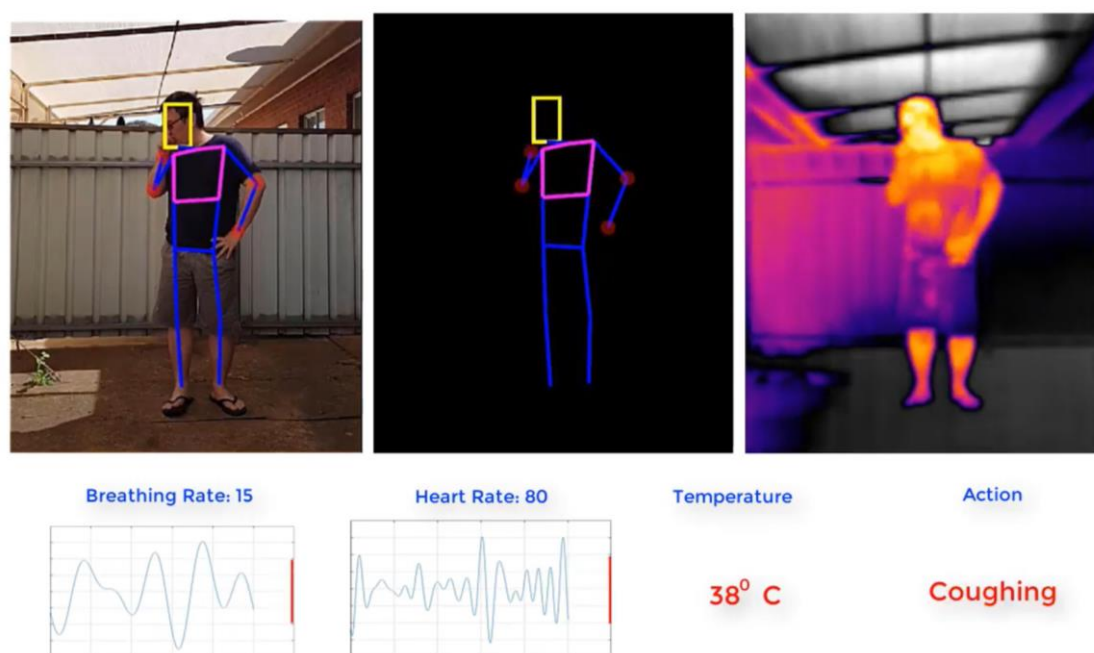 Breathing Rate: 15
Heart Rate: 80
Temperature
Action
38⁰ C
Coughing